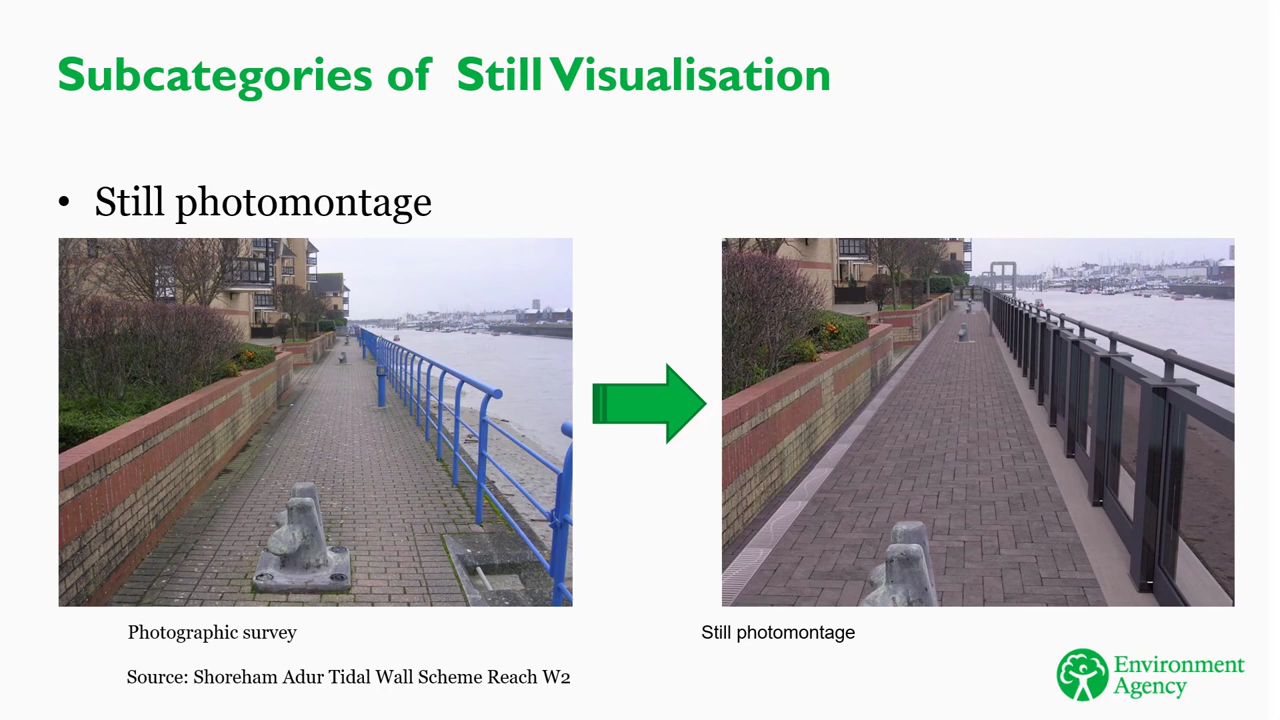 Subcategories of Still Visualisation
• Still photomontage
Photographic survey
Still photomontage
Source: Shoreham Adur Tidal Wall Scheme Reach W2
Environment
Agency